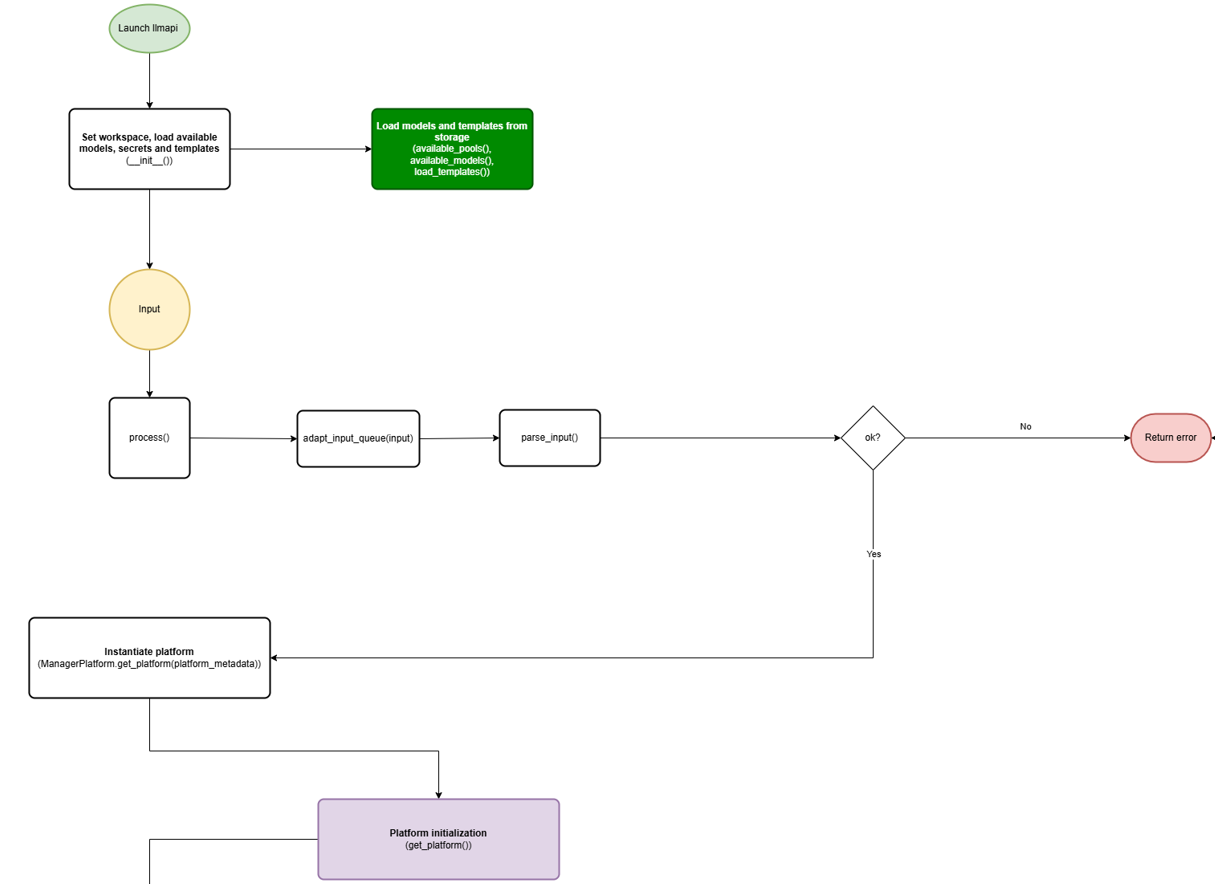 Launch llmapi
Set workspace, load available
models, secrets and templates
(__init__())
Load models and templates from
storage
(available_pools(),
available_models(),
load_templates())
Input
process()
adapt_input_queue(input)
parse_input()
ok?
No
Return error
Yes
Instantiate platform
(ManagerPlatform.get_platform(platform_metadata))
Platform initialization
(get_platform())